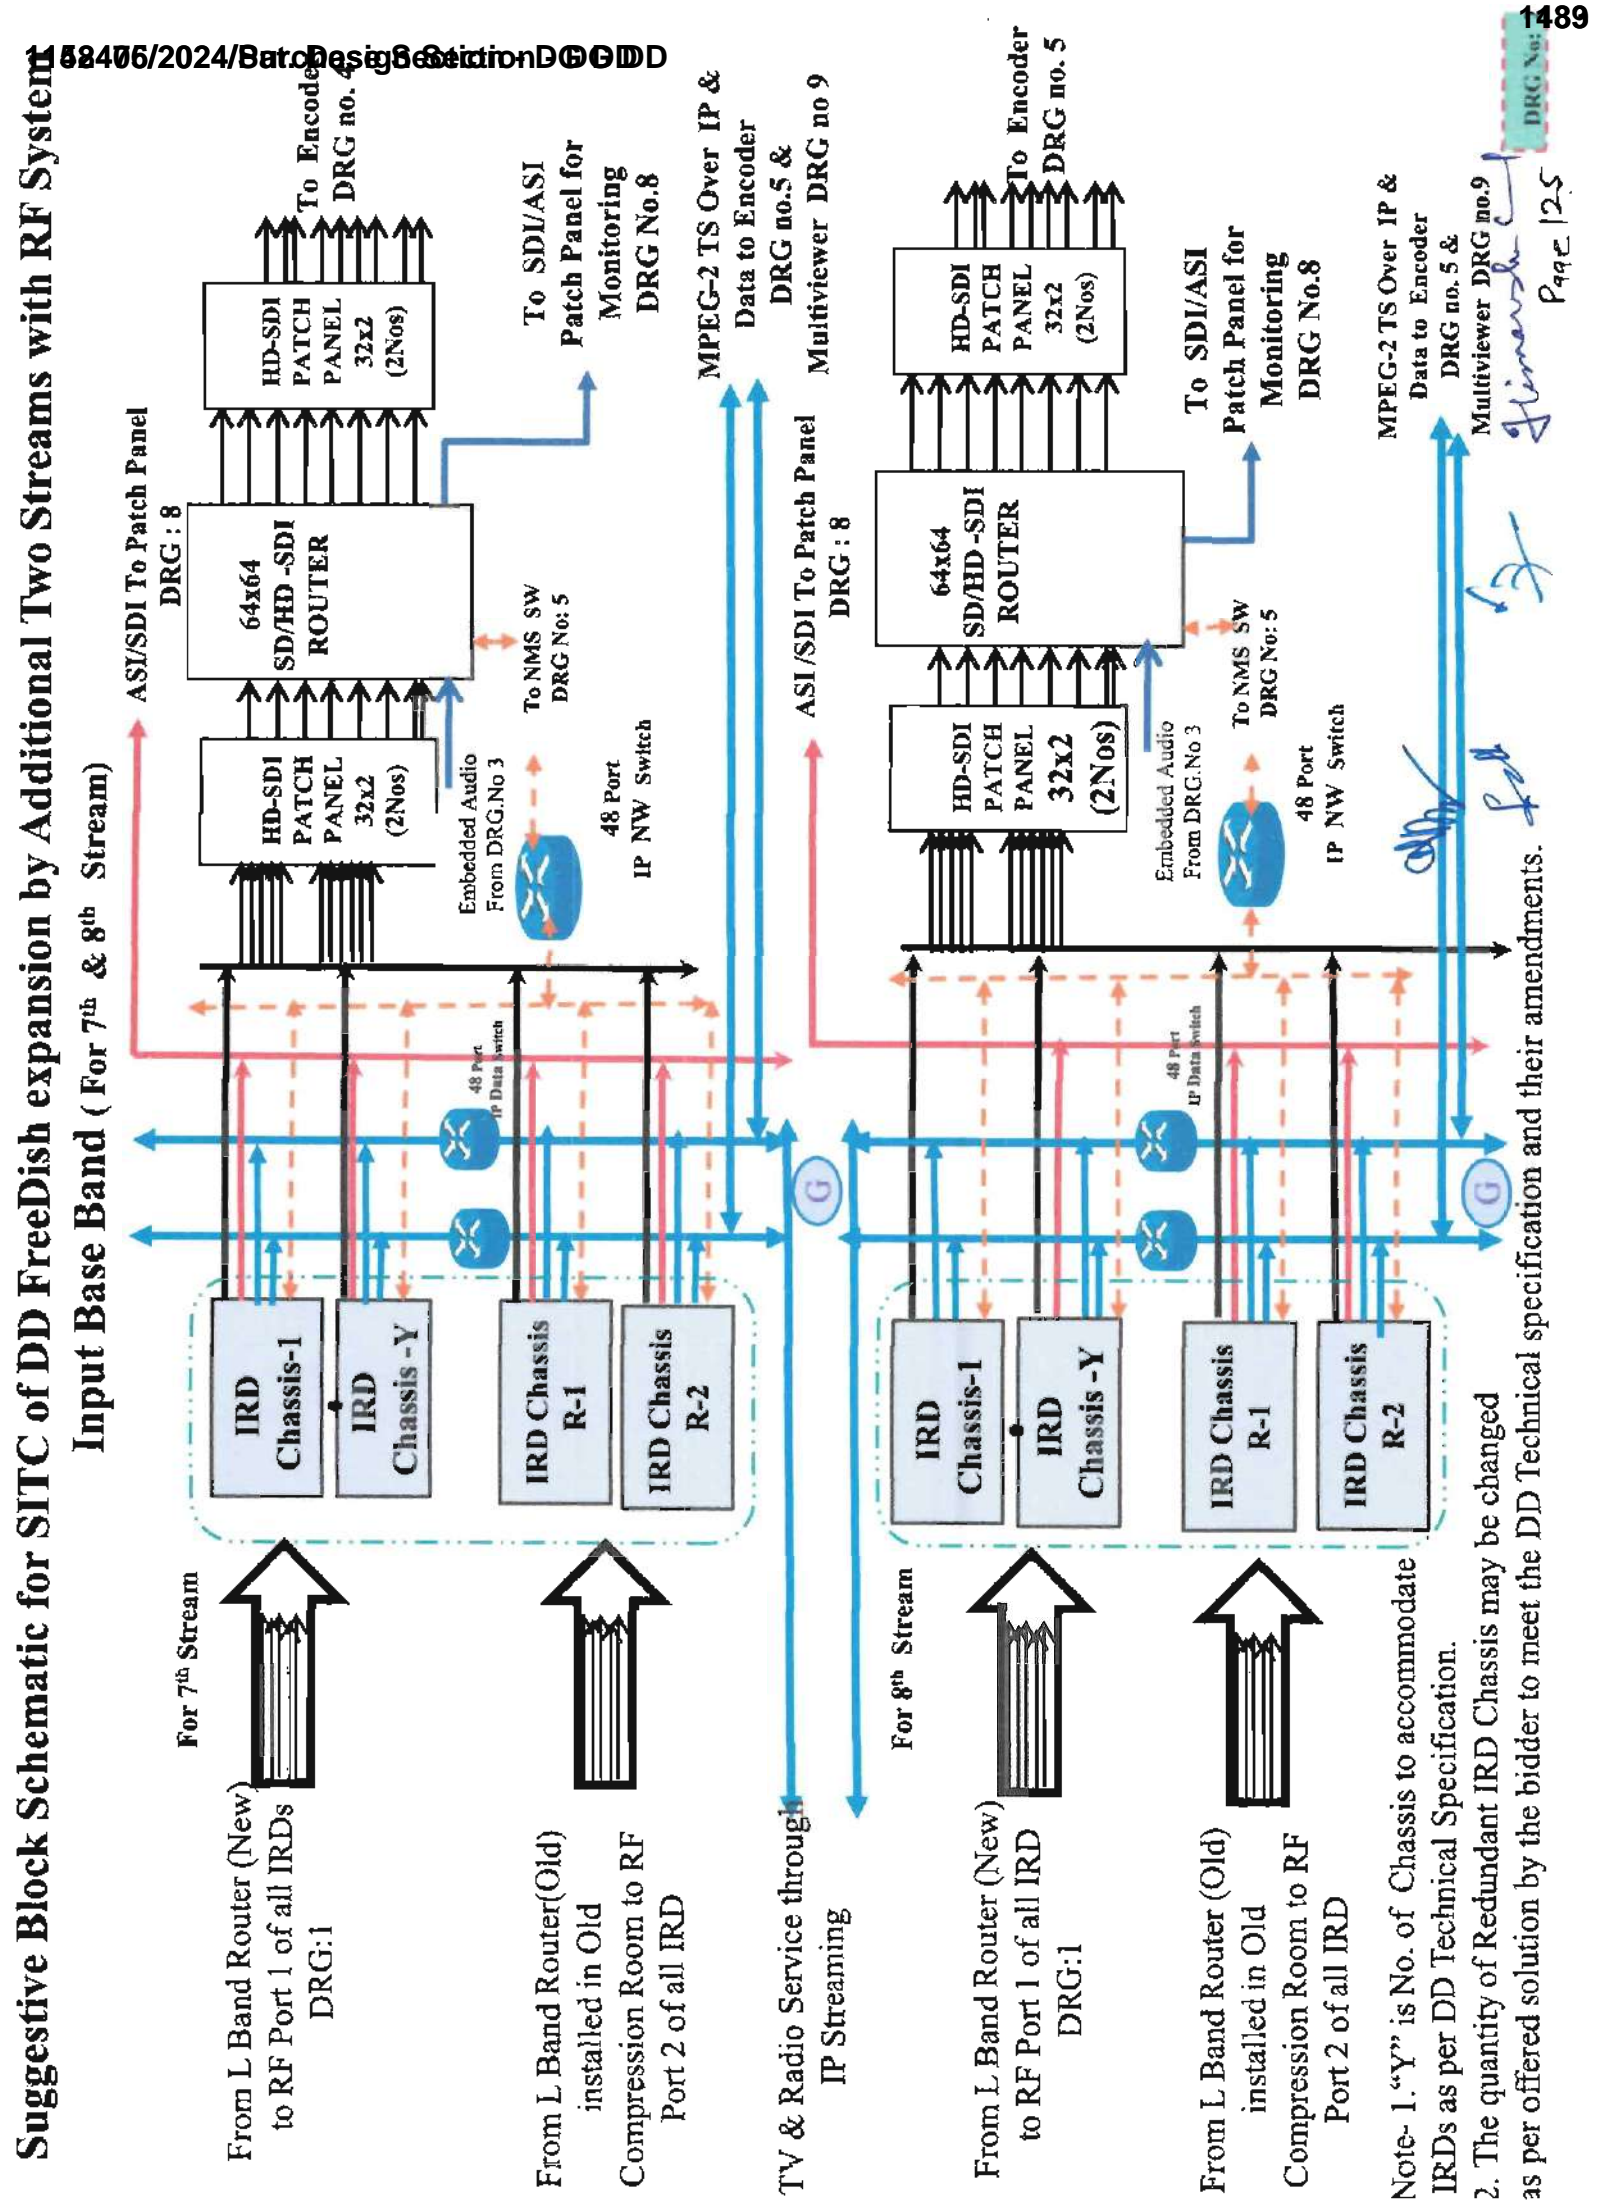 1489
Suggestive Block Schematic for SITC of DD FreeDish expansion by Additional Two Streams with RF System
Input Base Band ( For 7th & 8th Stream)
For 7th Stream
From L Band Router (New)
to RF Port 1 of all IRDs
DRG:1
From L Band Router(Old)
installed in Old
Compression Room to RF
Port 2 of all IRD
IRD
Chassis-1
IRD
Chassis -Y
IRD Chassis
R-1
IRD Chassis
R-2
48 Port
IP Data Switch
ASI/SDI To Patch Panel
DRG : 8
HD-SDI
PATCH
PANEL
32x2
(2Nos)
Embedded Audio
From DRG.No 3
48 Port
IP NW Switch
64x64
SD/HD -SDI
ROUTER
To NMS SW
DRG No: 5
HD-SDI
PATCH
PANEL
32x2
(2Nos)
To Encoder
DRG no. 4
To SDI/ASI
Patch Panel for
Monitoring
DRG No.8
MPEG-2 TS Over IP &
Data to Encoder
DRG no.5 &
Multiviewer DRG no 9
TV & Radio Service through
IP Streaming
G
For 8th Stream
From L Band Router (New)
to RF Port 1 of all IRD
DRG:1
From L Band Router (Old)
installed in Old
Compression Room to RF
Port 2 of all IRD
IRD
Chassis-1
IRD
Chassis -Y
IRD Chassis
R-1
IRD Chassis
R-2
48 Port
IP Data Switch
ASI /SDI To Patch Panel
DRG : 8
HD-SDI
PATCH
PANEL
32x2
(2Nos)
Embedded Audio
From DRG.No 3
48 Port
IP NW Switch
64x64
SD/HD -SDI
ROUTER
To NMS SW
DRG No: 5
HD-SDI
PATCH
PANEL
32x2
(2Nos)
To Encoder
DRG no. 5
To SDI/ASI
Patch Panel for
Monitoring
DRG No.8
MPEG-2 TS Over IP &
Data to Encoder
DRG no. 5 &
Multiviewer DRG no.9
G
Note- 1.“Y” is No. of Chassis to accommodate
IRDs as per DD Technical Specification.
2. The quantity of Redundant IRD Chassis may be changed
as per offered solution by the bidder to meet the DD Technical specification and their amendments.
DRG No:
Page 125